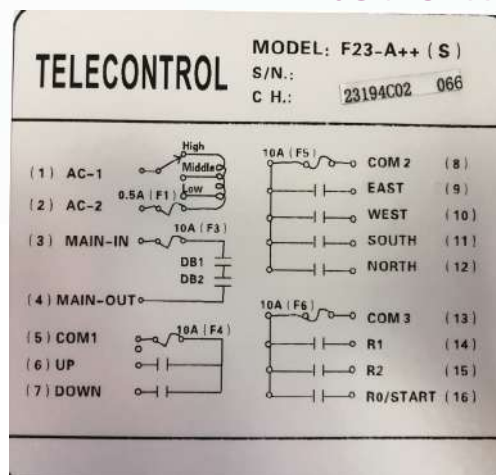 TELECONTROL
MODEL: F23-A++ (S)
S/N.:
C H.: 23194C02 066
(1) AC-1
High
Middle
Low
(2) AC-2
0.5A (F1)
(3) MAIN-IN
10A (F3)
DB1
DB2
(4) MAIN-OUT
(5) COM1
10A (F4)
(6) UP
(7) DOWN
10A (F5)
COM 2 (8)
EAST (9)
WEST (10)
SOUTH (11)
NORTH (12)
10A (F6)
COM 3 (13)
R1 (14)
R2 (15)
R0/START (16)